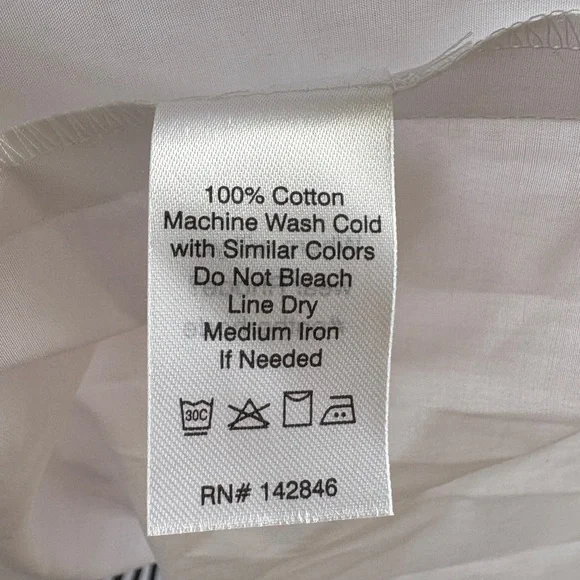 100% Cotton
Machine Wash Cold
with Similar Colors
Do Not Bleach
Line Dry
Medium Iron
If Needed
30C
RN# 142846